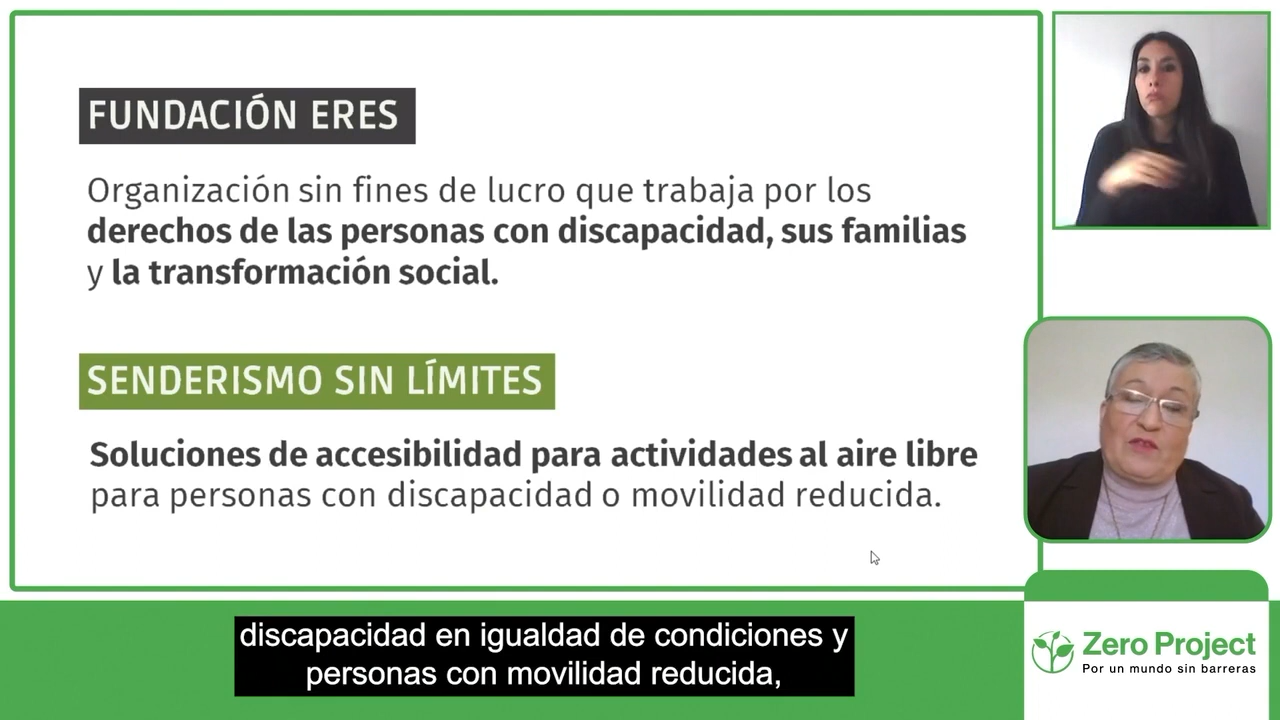 FUNDACIÓN ERES
Organización sin fines de lucro que trabaja por los
derechos de las personas con discapacidad, sus familias
y la transformación social.
SENDERISMO SIN LÍMITES
Soluciones de accesibilidad para actividades al aire libre
para personas con discapacidad o movilidad reducida.
discapacidad en igualdad de condiciones y
personas con movilidad reducida,
Zero Project
Por un mundo sin barreras